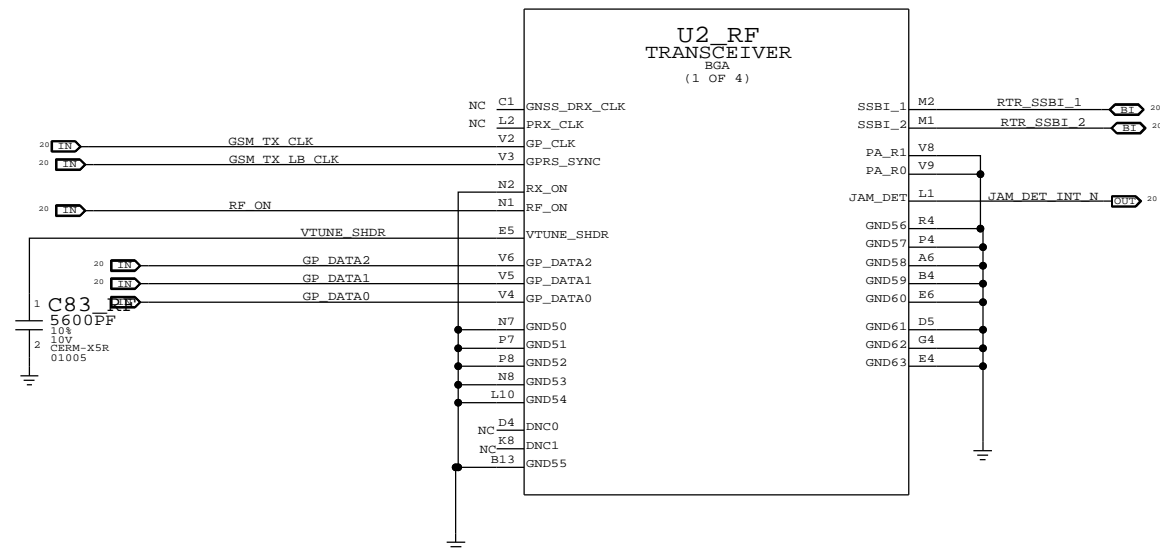 U2_RF
TRANSCEIVER
BGA
(1 OF 4)
NC C1 GNSS_DRX_CLK
NC L2 PRX_CLK
20 IN GSM_TX_CLK V2 GP_CLK
20 IN GSM_TX_LB_CLK V3 GPRS_SYNC
N2 RX_ON
20 IN RF_ON N1 RF_ON
VTUNE_SHDR E5 VTUNE_SHDR
20 IN GP_DATA2 V6 GP_DATA2
20 IN GP_DATA1 V5 GP_DATA1
20 IN GP_DATA0 V4 GP_DATA0
1 C83_RF
5600PF
10%
10V
2 CERM-X5R
01005
N7 GND50
P7 GND51
P8 GND52
N8 GND53
L10 GND54
NC D4 DNC0
NC K8 DNC1
B13 GND55
SSBI_1 M2 RTR_SSBI_1 BI 20
SSBI_2 M1 RTR_SSBI_2 BI 20
PA_R1 V8
PA_R0 V9
JAM_DET L1 JAM_DET_INT_N OUT 20
GND56 R4
GND57 P4
GND58 A6
GND59 B4
GND60 E6
GND61 D5
GND62 G4
GND63 E4